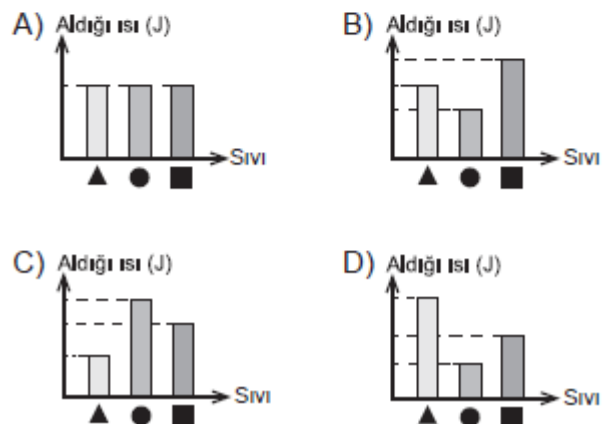 A) Aldığı ısı (J)
Sıvı
B) Aldığı ısı (J)
Sıvı
C) Aldığı ısı (J)
Sıvı
D) Aldığı ısı (J)
Sıvı